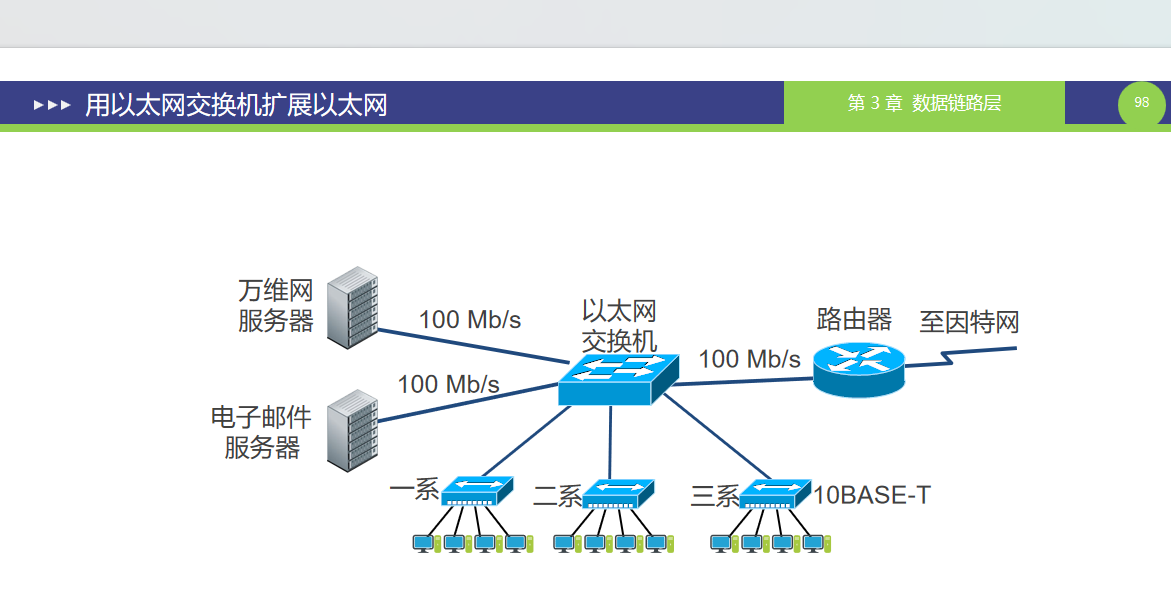 用以太网交换机扩展以太网
第 3 章 数据链路层
98
万维网
服务器
100 Mb/s
以太网
交换机
路由器
至因特网
100 Mb/s
100 Mb/s
电子邮件
服务器
一系
二系
三系
10BASE-T